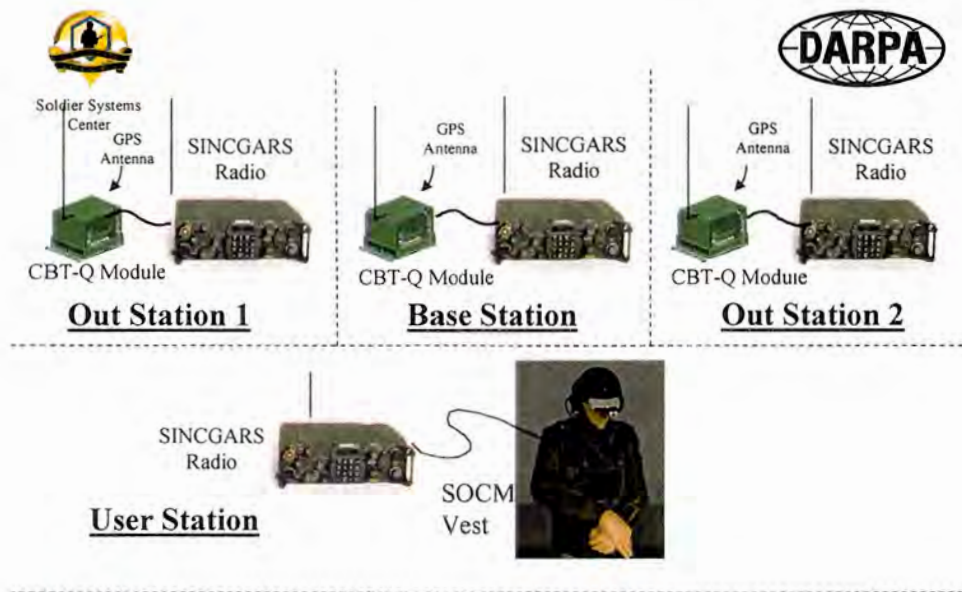 DARPA
Soldier Systems
Center
GPS
Antenna
SINCGARS
Radio
CBT-Q Module
Out Station 1
GPS
Antenna
SINCGARS
Radio
CBT-Q Module
Base Station
GPS
Antenna
SINCGARS
Radio
CBT-Q Module
Out Station 2
SINCGARS
Radio
User Station
SOCM
Vest